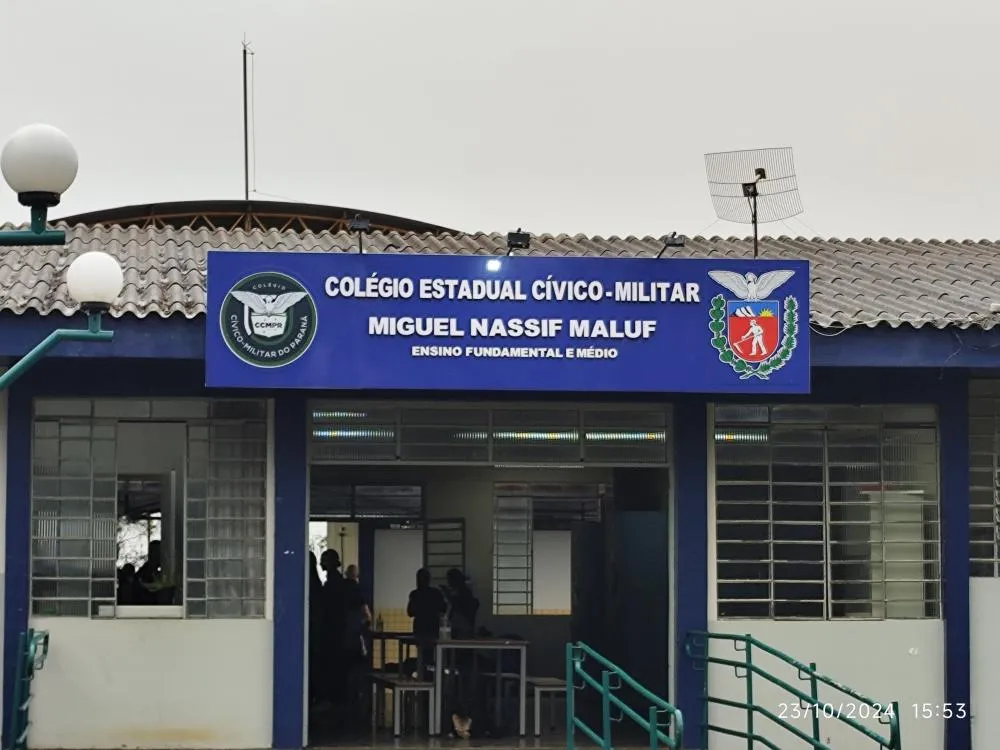 COLÉGIO ESTADUAL CÍVICO-MILITAR
MIGUEL NASSIF MALUF
ENSINO FUNDAMENTAL E MÉDIO
COLÉGIO
CCMPR
CÍVICO-MILITAR DO PARANÁ
23/10/2024 15:53